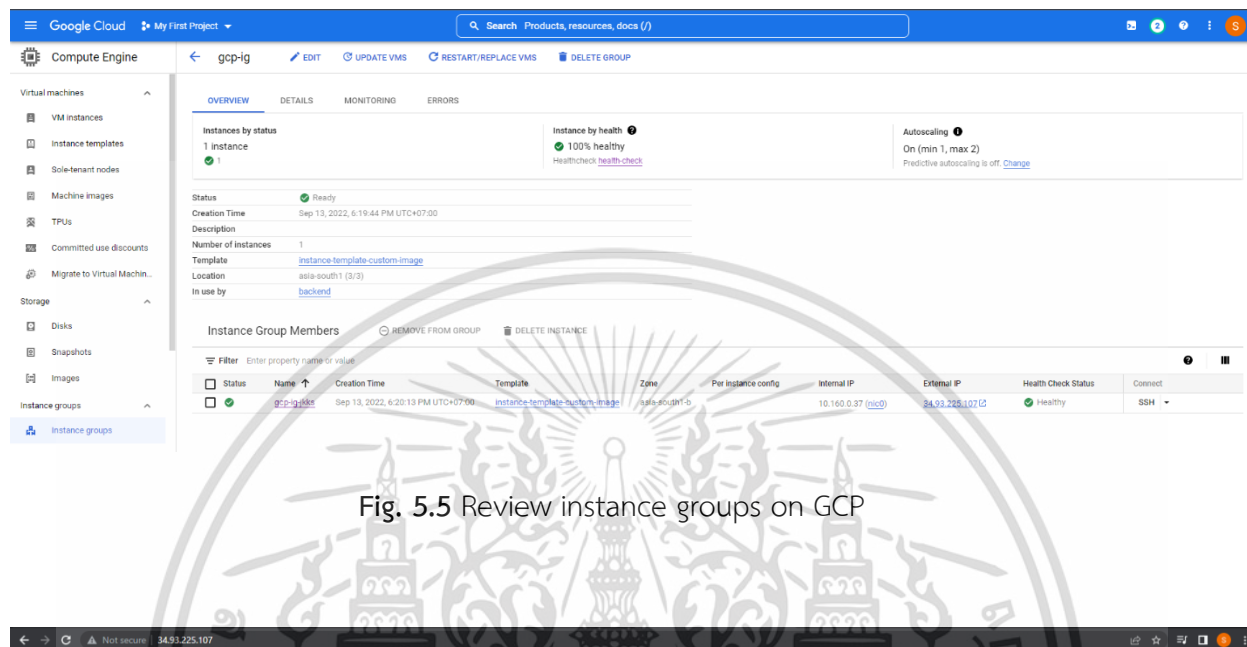 Google Cloud My First Project Search Products, resources, docs (/) 2 S
Compute Engine gcp-ig EDIT UPDATE VMS RESTART/REPLACE VMS DELETE GROUP
Virtual machines
VM instances
Instance templates
Sole-tenant nodes
Machine images
TPUs
Committed use discounts
Migrate to Virtual Machin...
Storage
Disks
Snapshots
Images
Instance groups
Instance groups
OVERVIEW DETAILS MONITORING ERRORS
Instances by status
1 instance
1
Instance by health
100% healthy
Healthcheck health-check
Autoscaling
On (min 1, max 2)
Predictive autoscaling is off. Change
Status Ready
Creation Time Sep 13, 2022, 6:19:44 PM UTC+07:00
Description
Number of instances 1
Template instance-template-custom-image
Location asia-south1 (3/3)
In use by backend
Instance Group Members REMOVE FROM GROUP DELETE INSTANCE
Filter Enter property name or value
Status Name Creation Time Template Zone Per instance config Internal IP External IP Health Check Status Connect
gcp-ig-jkks Sep 13, 2022, 6:20:13 PM UTC+07:00 instance-template-custom-image asia-south1-b 10.160.0.37 (nic0) 34.93.225.107 Healthy SSH
Fig. 5.5 Review instance groups on GCP
Not secure 34.93.225.107 S